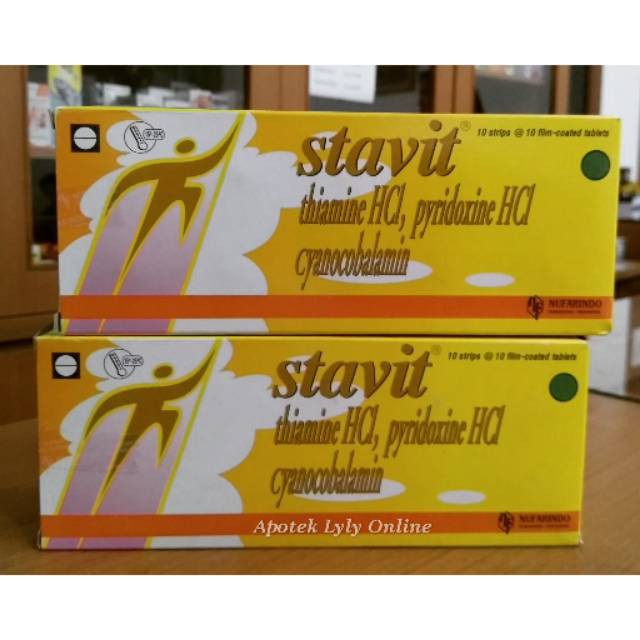 stavit®
10 strips @ 10 film-coated tablets
thiamine HCl, pyridoxine HCl
cyanocobalamin
NUFARINDO
stavit®
10 strips @ 10 film-coated tablets
thiamine HCl, pyridoxine HCl
cyanocobalamin
NUFARINDO
Apotek Lyly Online